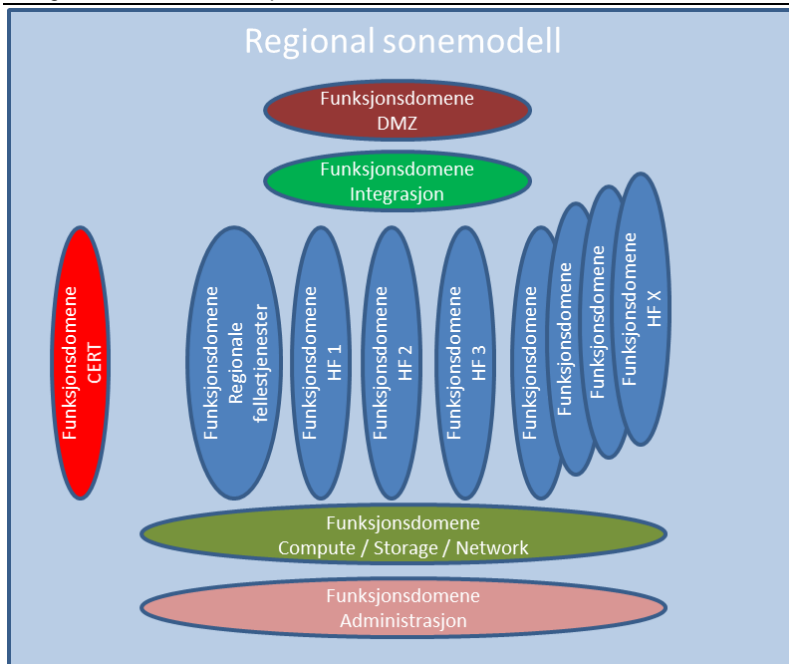 Regional sonemodell
Funksjonsdomene
DMZ
Funksjonsdomene
Integrasjon
Funksjonsdomene
CERT
Funksjonsdomene
Regionale
fellestjenester
Funksjonsdomene
HF 1
Funksjonsdomene
HF 2
Funksjonsdomene
HF 3
Funksjonsdomene
Funksjonsdomene
Funksjonsdomene
Funksjonsdomene
HF X
Funksjonsdomene
Compute / Storage / Network
Funksjonsdomene
Administrasjon